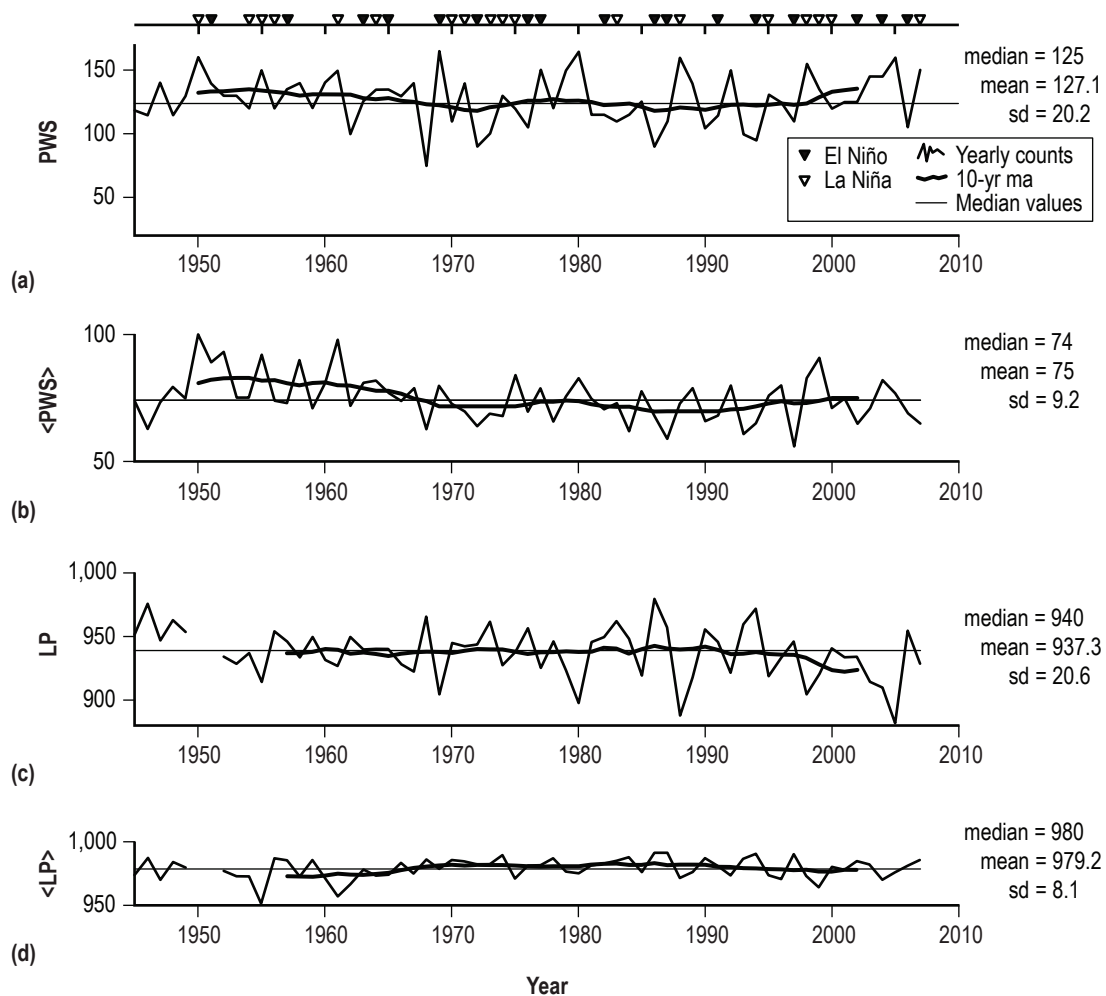 150
100
50
PWS
median = 125
mean = 127.1
sd = 20.2
El Niño
La Niña
Yearly counts
10-yr ma
Median values
1950 1960 1970 1980 1990 2000 2010
(a)
100
50
<PWS>
median = 74
mean = 75
sd = 9.2
1950 1960 1970 1980 1990 2000 2010
(b)
1,000
950
900
LP
median = 940
mean = 937.3
sd = 20.6
1950 1960 1970 1980 1990 2000 2010
(c)
1,000
950
<LP>
median = 980
mean = 979.2
sd = 8.1
1950 1960 1970 1980 1990 2000 2010
(d)
Year